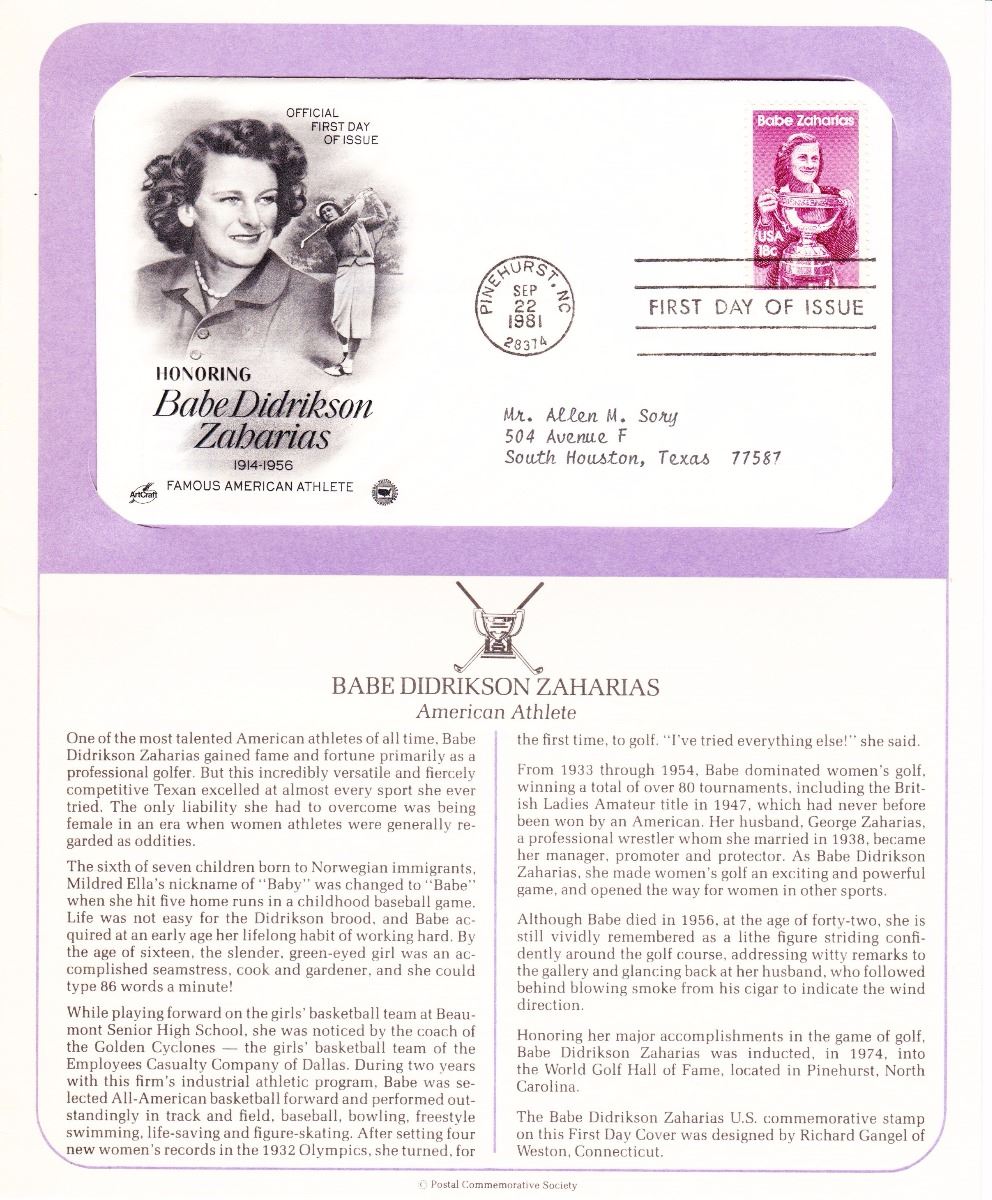 OFFICIAL
FIRST DAY
OF ISSUE
Babe Zaharias
USA
18c
PINEHURST, NC
SEP
22
1981
28374
FIRST DAY OF ISSUE
HONORING
Babe Didrikson
Zaharias
1914-1956
FAMOUS AMERICAN ATHLETE
ArtCraft
Mr. Allen M. Sory
504 Avenue F
South Houston, Texas 77587
BABE DIDRIKSON ZAHARIAS
American Athlete
One of the most talented American athletes of all time, Babe
Didrikson Zaharias gained fame and fortune primarily as a
professional golfer. But this incredibly versatile and fiercely
competitive Texan excelled at almost every sport she ever
tried. The only liability she had to overcome was being
female in an era when women athletes were generally re-
garded as oddities.
The sixth of seven children born to Norwegian immigrants,
Mildred Ella's nickname of "Baby" was changed to "Babe"
when she hit five home runs in a childhood baseball game.
Life was not easy for the Didrikson brood, and Babe ac-
quired at an early age her lifelong habit of working hard. By
the age of sixteen, the slender, green-eyed girl was an ac-
complished seamstress, cook and gardener, and she could
type 86 words a minute!
While playing forward on the girls' basketball team at Beau-
mont Senior High School, she was noticed by the coach of
the Golden Cyclones — the girls' basketball team of the
Employees Casualty Company of Dallas. During two years
with this firm's industrial athletic program, Babe was se-
lected All-American basketball forward and performed out-
standingly in track and field, baseball, bowling, freestyle
swimming, life-saving and figure-skating. After setting four
new women's records in the 1932 Olympics, she turned, for
the first time, to golf. "I've tried everything else!" she said.
From 1933 through 1954, Babe dominated women's golf,
winning a total of over 80 tournaments, including the Brit-
ish Ladies Amateur title in 1947, which had never before
been won by an American. Her husband, George Zaharias,
a professional wrestler whom she married in 1938, became
her manager, promoter and protector. As Babe Didrikson
Zaharias, she made women's golf an exciting and powerful
game, and opened the way for women in other sports.
Although Babe died in 1956, at the age of forty-two, she is
still vividly remembered as a lithe figure striding confi-
dently around the golf course, addressing witty remarks to
the gallery and glancing back at her husband, who followed
behind blowing smoke from his cigar to indicate the wind
direction.
Honoring her major accomplishments in the game of golf,
Babe Didrikson Zaharias was inducted, in 1974, into
the World Golf Hall of Fame, located in Pinehurst, North
Carolina.
The Babe Didrikson Zaharias U.S. commemorative stamp
on this First Day Cover was designed by Richard Gangel of
Weston, Connecticut.
© Postal Commemorative Society